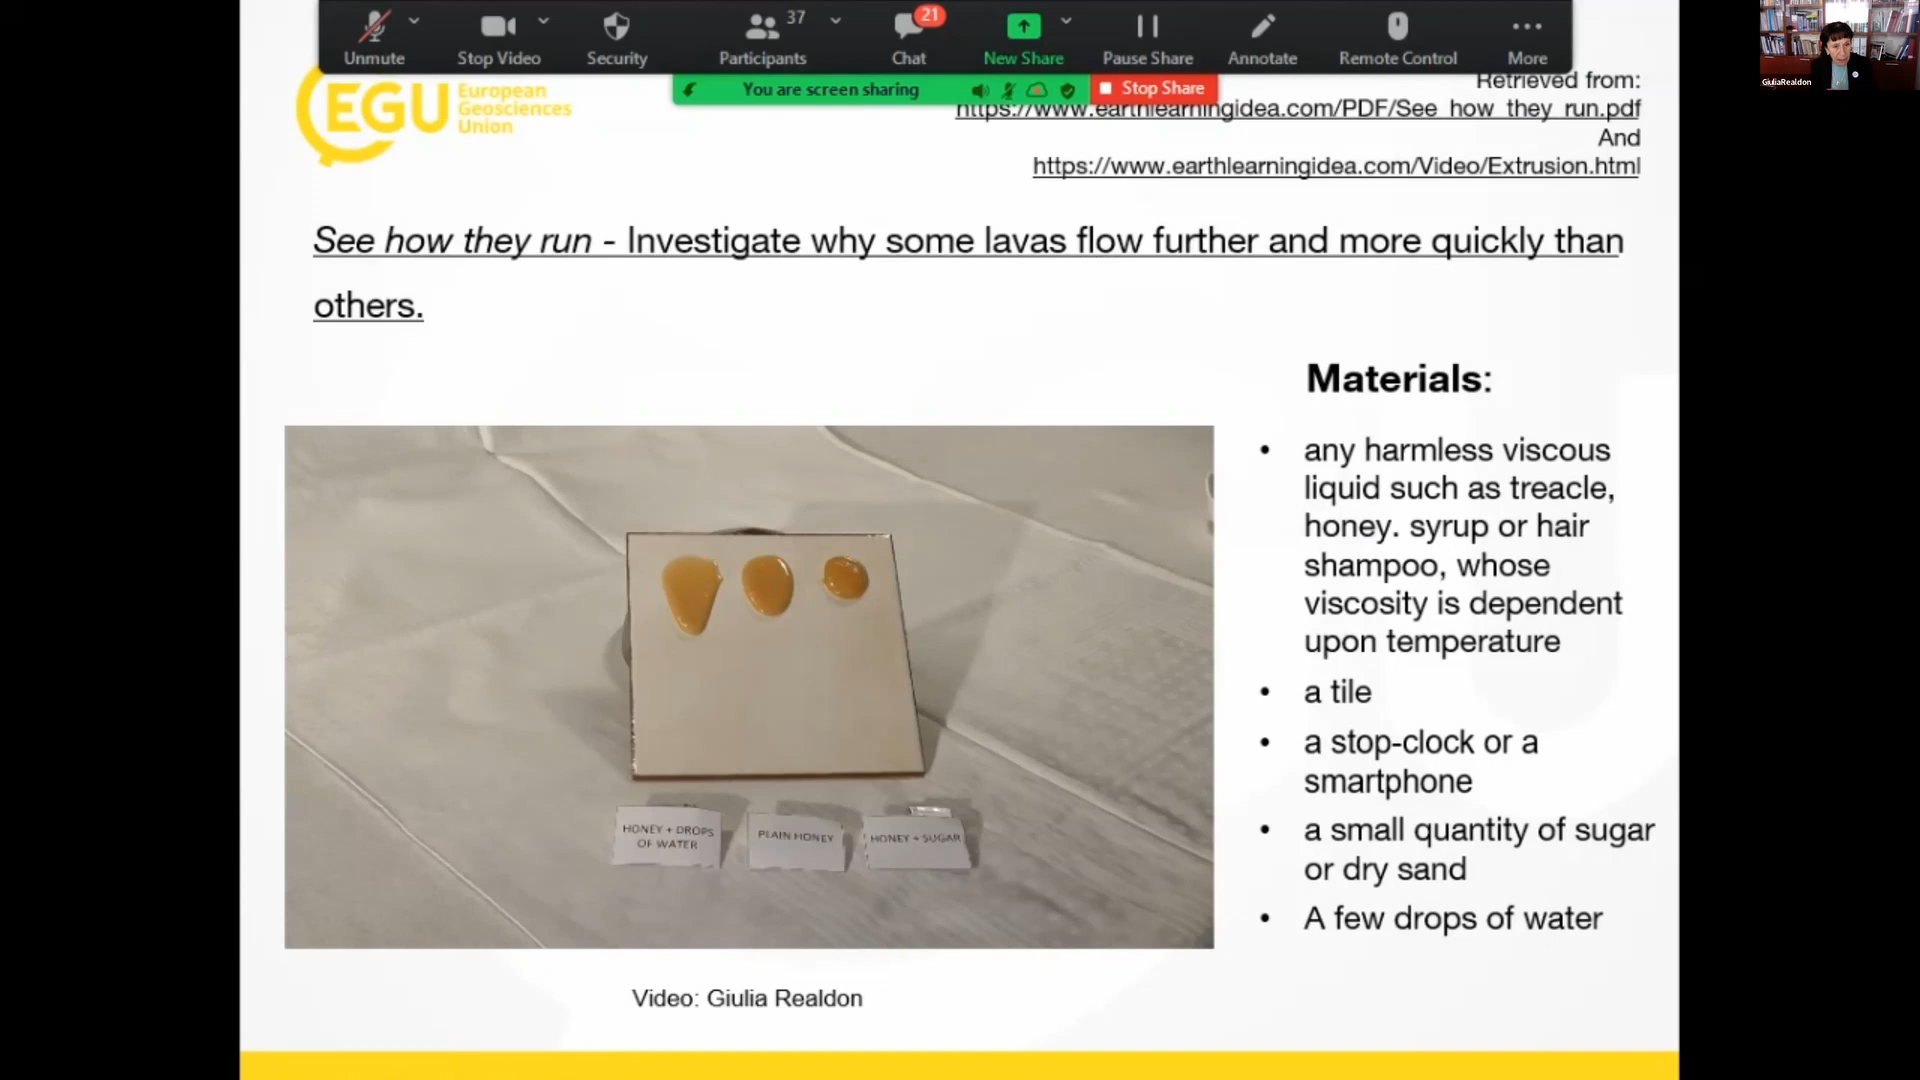 37
21
Unmute
Stop Video
Security
Participants
Chat
New Share
Pause Share
Annotate
Remote Control
More
You are screen sharing
Stop Share
GiuliaRealdon
EGU
European
Geosciences
Union
Retrieved from:
https://www.earthlearningidea.com/PDF/See_how_they_run.pdf
And
https://www.earthlearningidea.com/Video/Extrusion.html
See how they run - Investigate why some lavas flow further and more quickly than
others.
Materials:
• any harmless viscous
liquid such as treacle,
honey. syrup or hair
shampoo, whose
viscosity is dependent
upon temperature
• a tile
• a stop-clock or a
smartphone
• a small quantity of sugar
or dry sand
• A few drops of water
HONEY + DROPS
OF WATER
PLAIN HONEY
HONEY + SUGAR
Video: Giulia Realdon